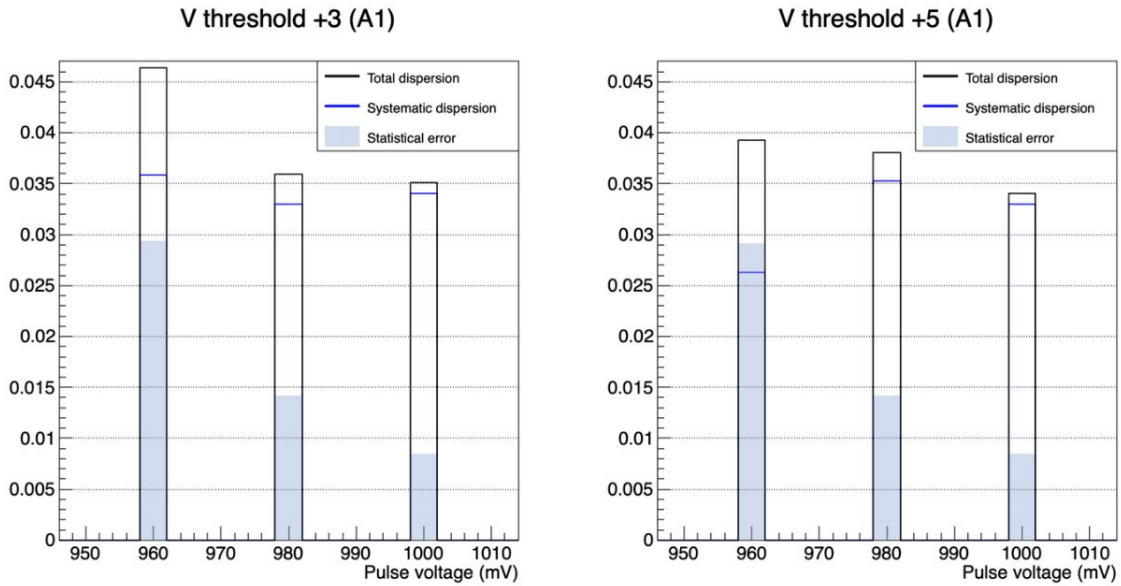 V threshold +3 (A1)
0.045
0.04
0.035
0.03
0.025
0.02
0.015
0.01
0.005
0
Total dispersion
Systematic dispersion
Statistical error
950 960 970 980 990 1000 1010
Pulse voltage (mV)
V threshold +5 (A1)
0.045
0.04
0.035
0.03
0.025
0.02
0.015
0.01
0.005
0
Total dispersion
Systematic dispersion
Statistical error
950 960 970 980 990 1000 1010
Pulse voltage (mV)